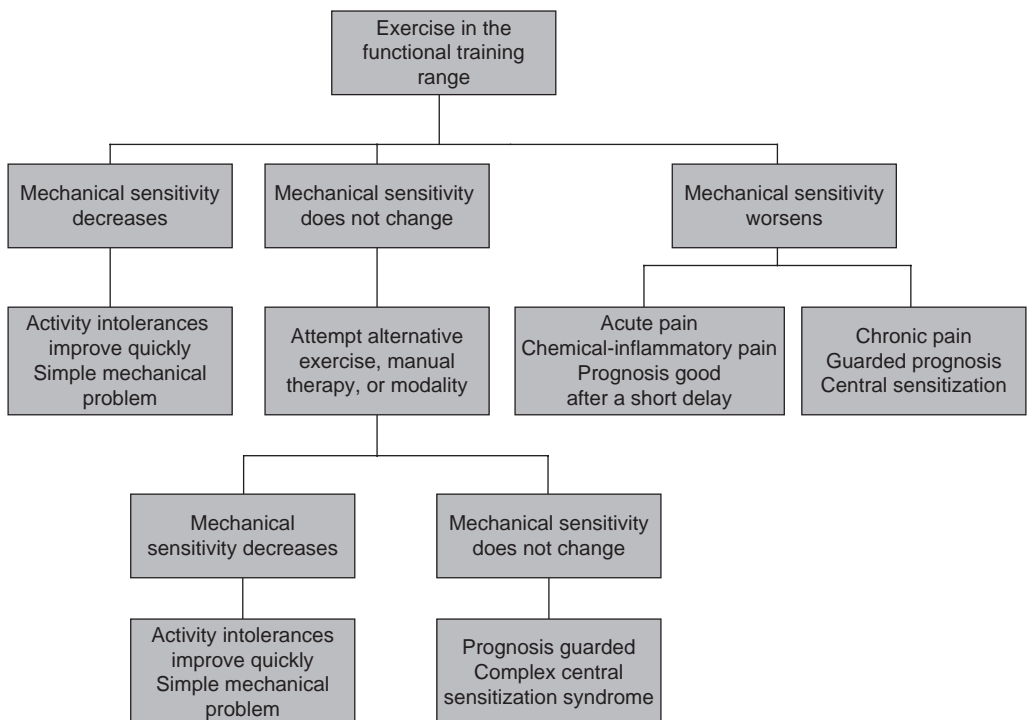 Exercise in the
functional training
range
Mechanical sensitivity
decreases
Mechanical sensitivity
does not change
Mechanical sensitivity
worsens
Activity intolerances
improve quickly
Simple mechanical
problem
Attempt alternative
exercise, manual
therapy, or modality
Acute pain
Chemical-inflammatory pain
Prognosis good
after a short delay
Chronic pain
Guarded prognosis
Central sensitization
Mechanical
sensitivity decreases
Mechanical sensitivity
does not change
Activity intolerances
improve quickly
Simple mechanical
problem
Prognosis guarded
Complex central
sensitization syndrome